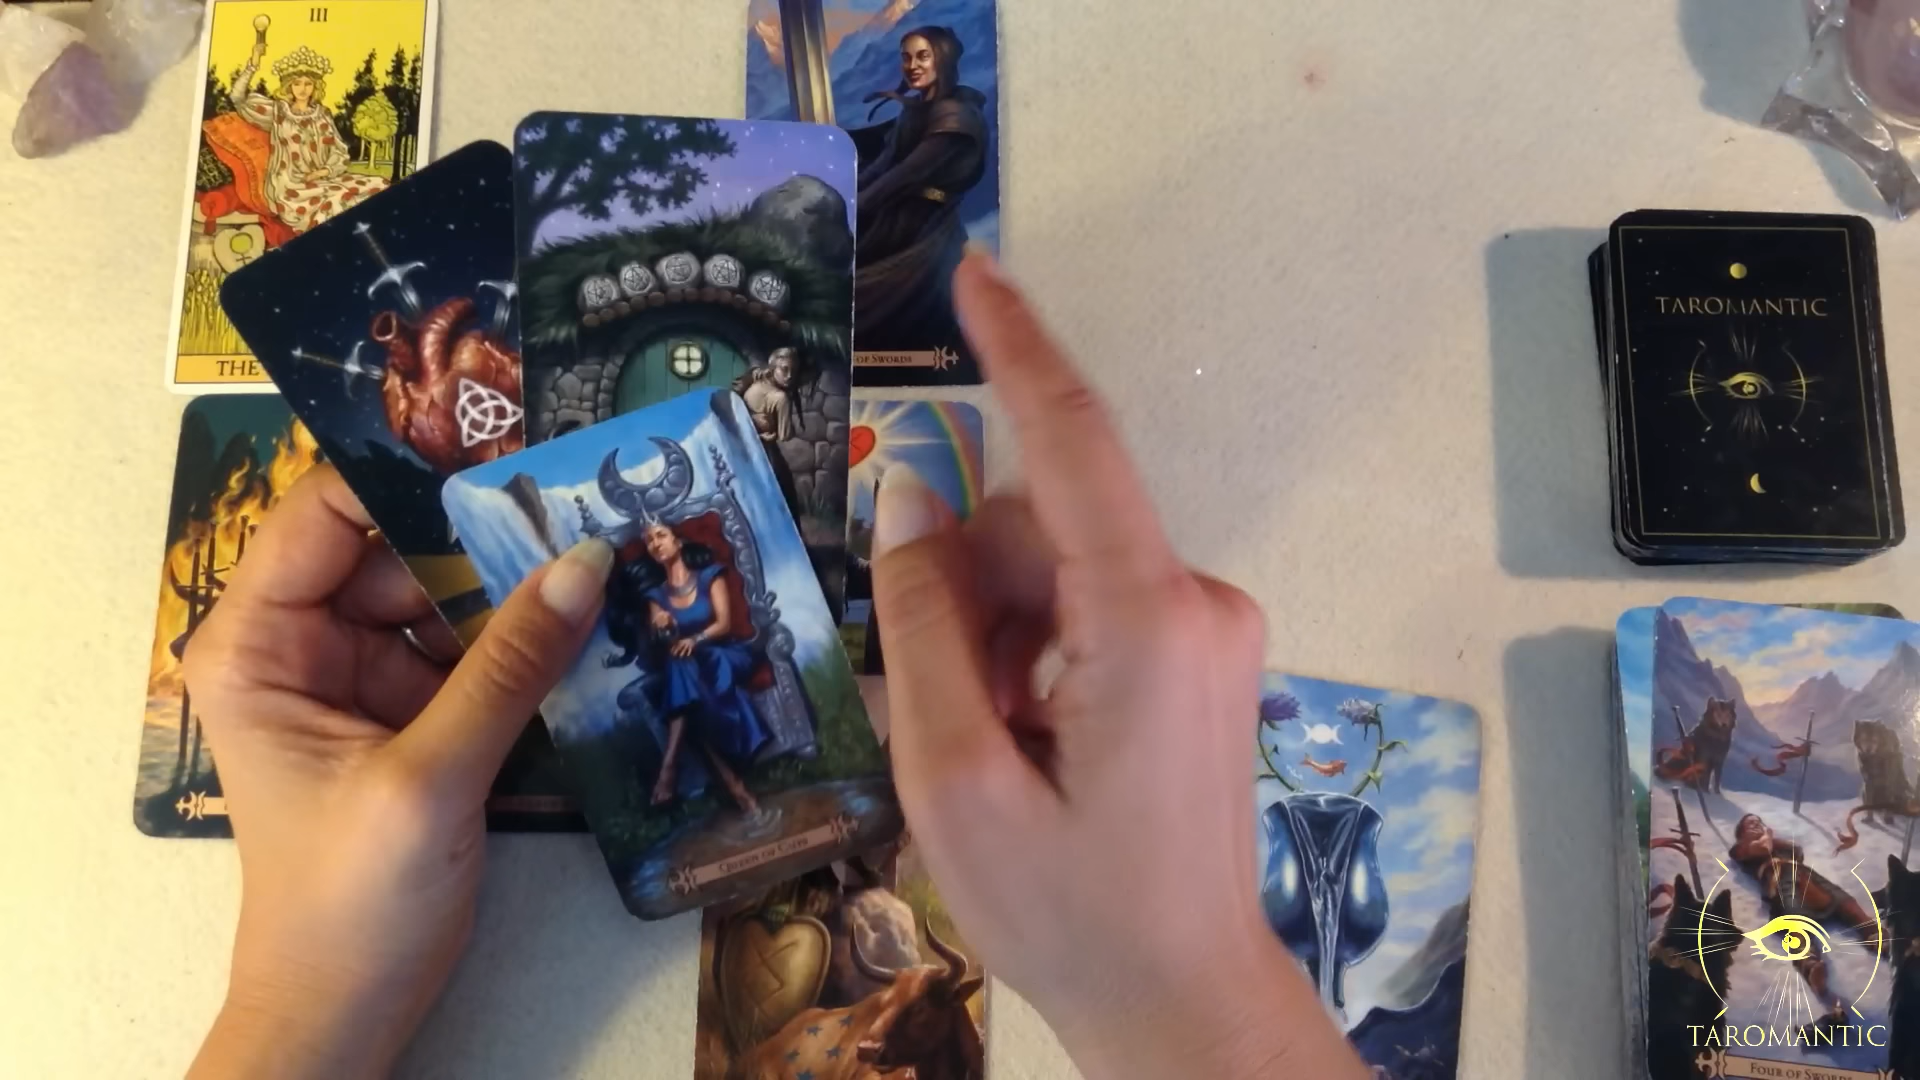 III
THE
OF SWORDS
TAROMANTIC
QUEEN OF CUPS
TAROMANTIC
FOUR OF SWORDS